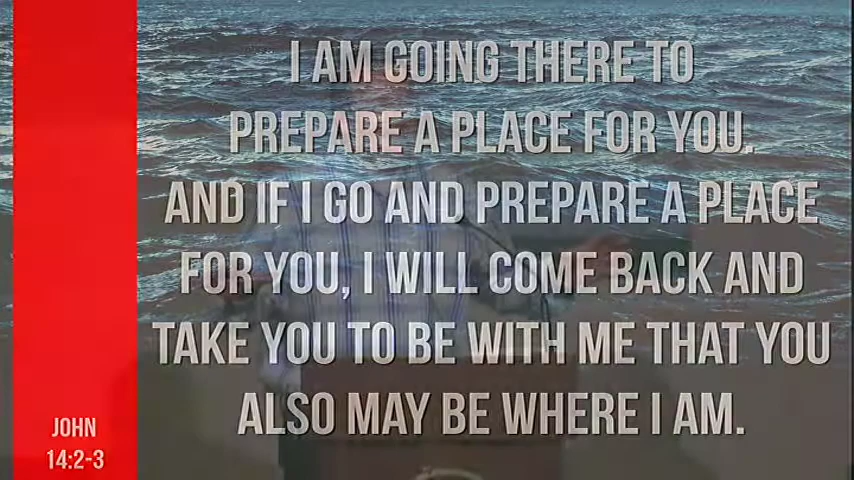 I AM GOING THERE TO
PREPARE A PLACE FOR YOU.
AND IF I GO AND PREPARE A PLACE
FOR YOU, I WILL COME BACK AND
TAKE YOU TO BE WITH ME THAT YOU
ALSO MAY BE WHERE I AM.
JOHN
14:2-3